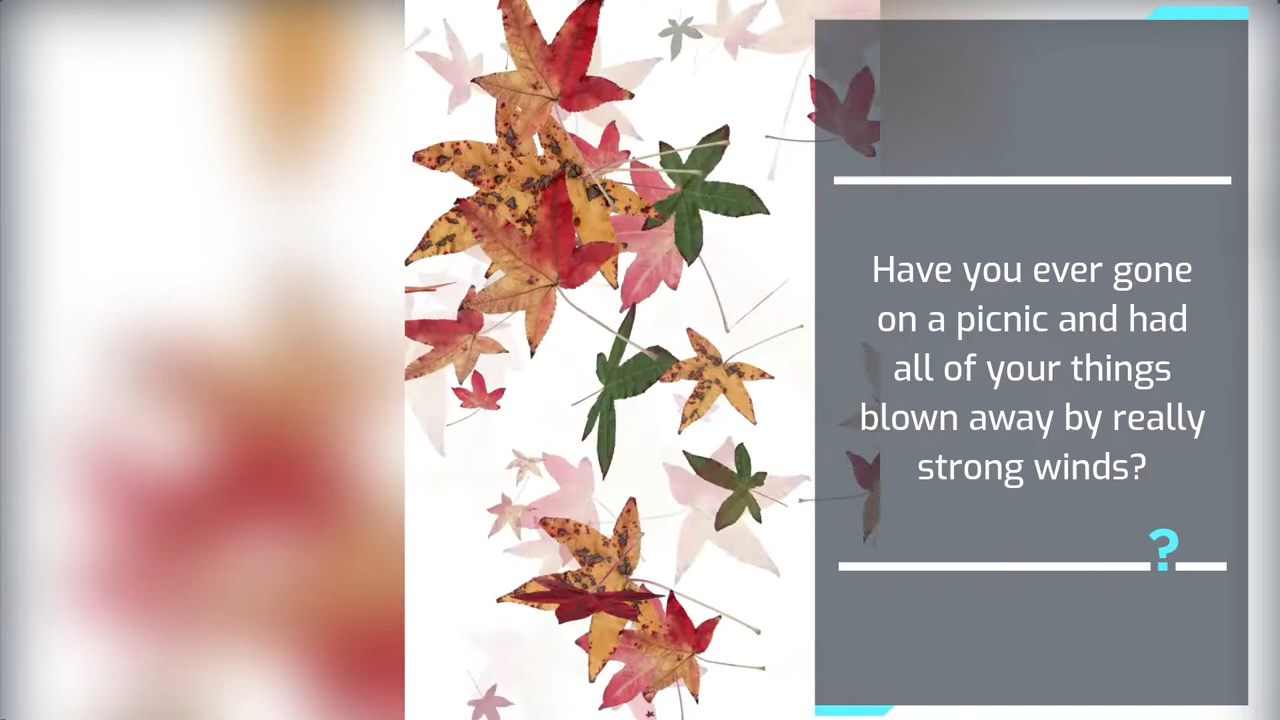 Have you ever gone
on a picnic and had
all of your things
blown away by really
strong winds?
?